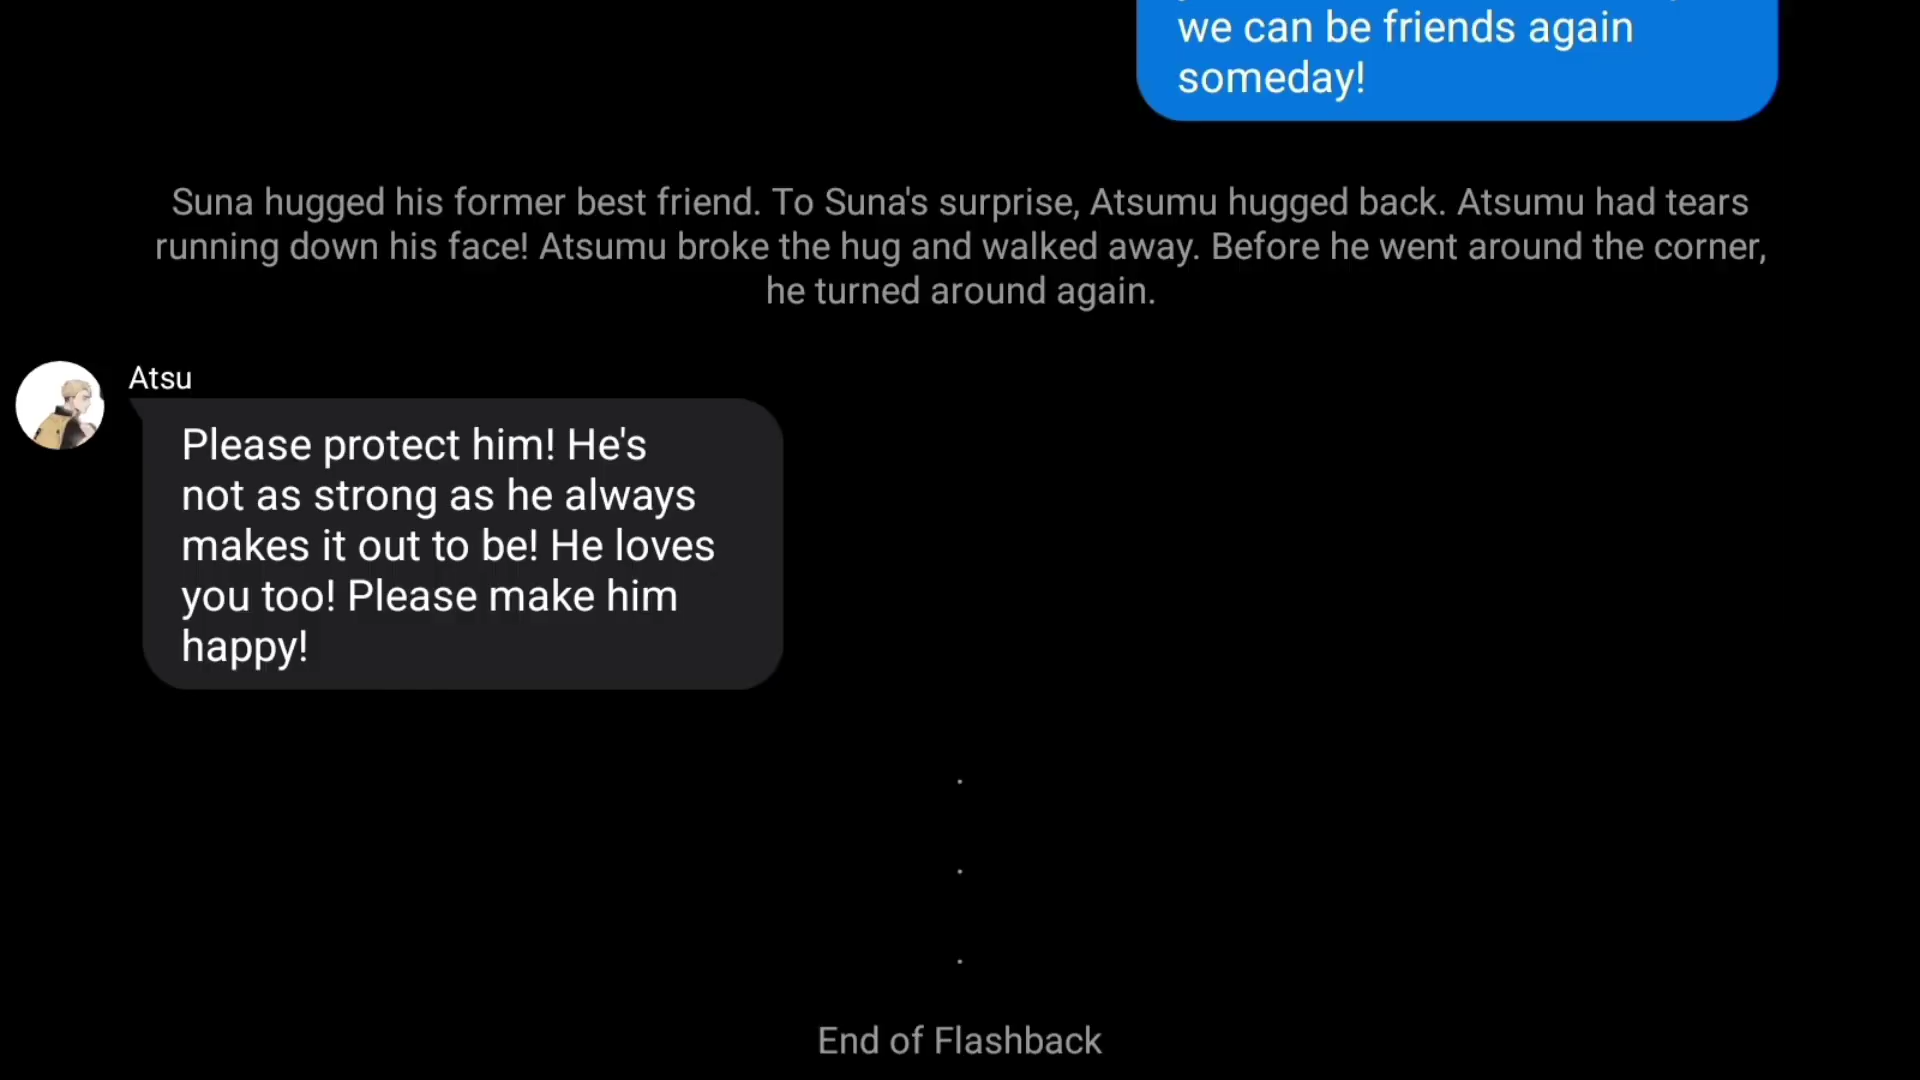 we can be friends again
someday!
Suna hugged his former best friend. To Suna's surprise, Atsumu hugged back. Atsumu had tears
running down his face! Atsumu broke the hug and walked away. Before he went around the corner,
he turned around again.
Atsu
Please protect him! He's
not as strong as he always
makes it out to be! He loves
you too! Please make him
happy!
.
.
.
End of Flashback